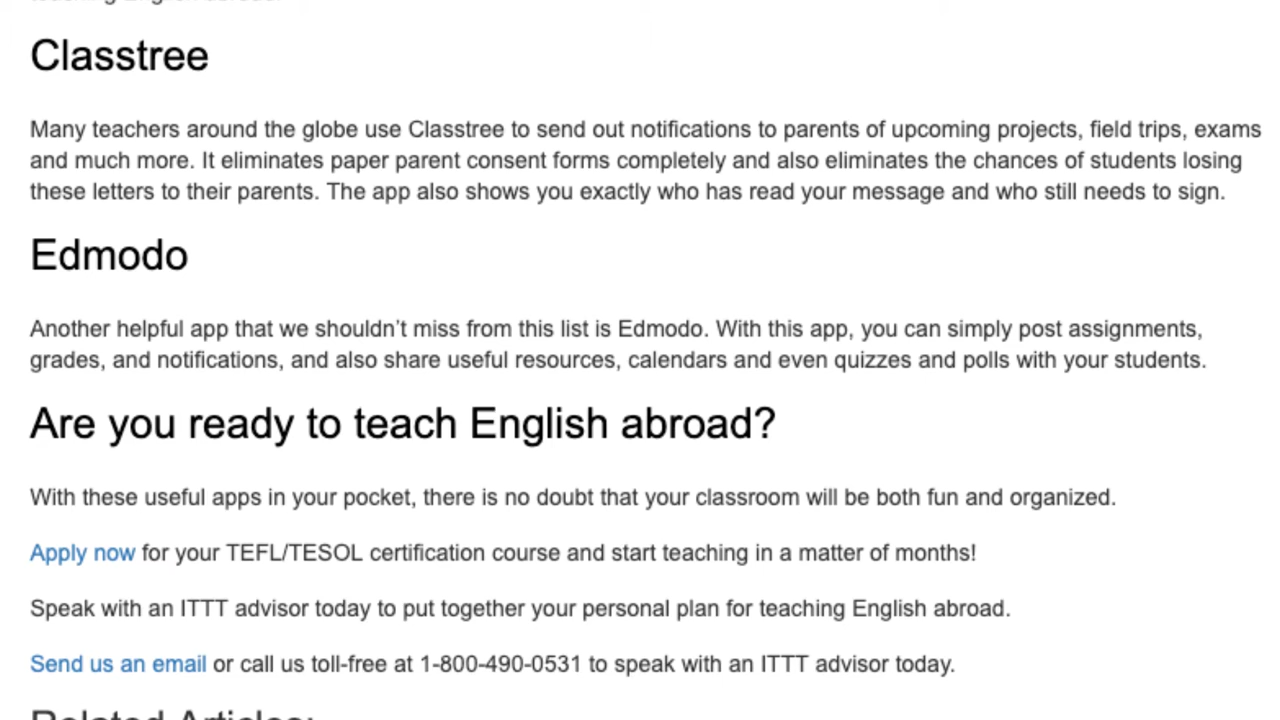 Classtree
Many teachers around the globe use Classtree to send out notifications to parents of upcoming projects, field trips, exams
and much more. It eliminates paper parent consent forms completely and also eliminates the chances of students losing
these letters to their parents. The app also shows you exactly who has read your message and who still needs to sign.
Edmodo
Another helpful app that we shouldn’t miss from this list is Edmodo. With this app, you can simply post assignments,
grades, and notifications, and also share useful resources, calendars and even quizzes and polls with your students.
Are you ready to teach English abroad?
With these useful apps in your pocket, there is no doubt that your classroom will be both fun and organized.
Apply now for your TEFL/TESOL certification course and start teaching in a matter of months!
Speak with an ITTT advisor today to put together your personal plan for teaching English abroad.
Send us an email or call us toll-free at 1-800-490-0531 to speak with an ITTT advisor today.
Related Articles: